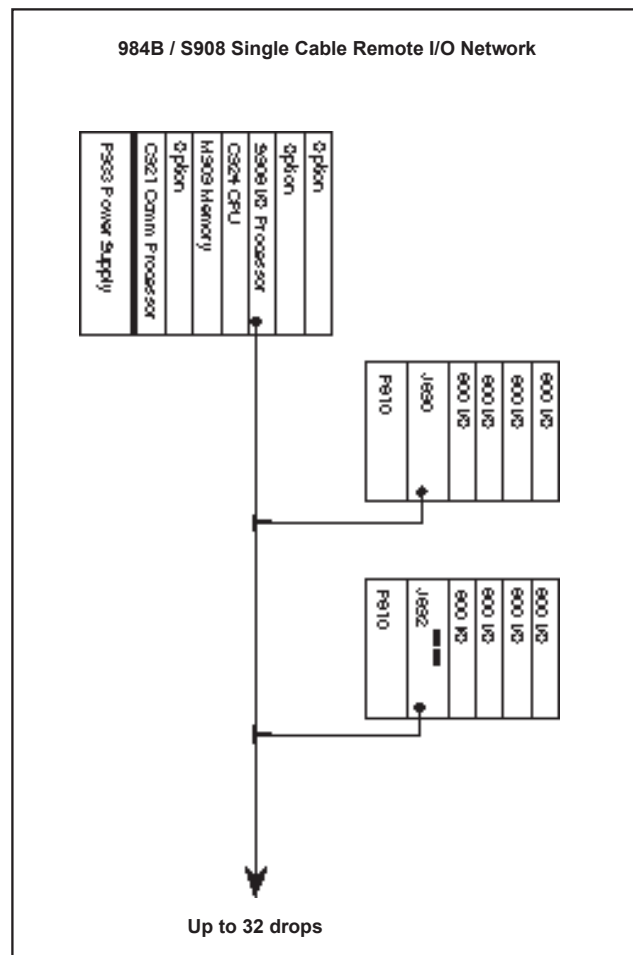 984B / S908 Single Cable Remote I/O Network
P933 Power Supply
C921 Comm Processor
Option
M909 Memory
C924 CPU
S908 I/O Processor
Option
Option
P810
J890
800 I/O
800 I/O
800 I/O
800 I/O
P810
J892
800 I/O
800 I/O
800 I/O
800 I/O
Up to 32 drops